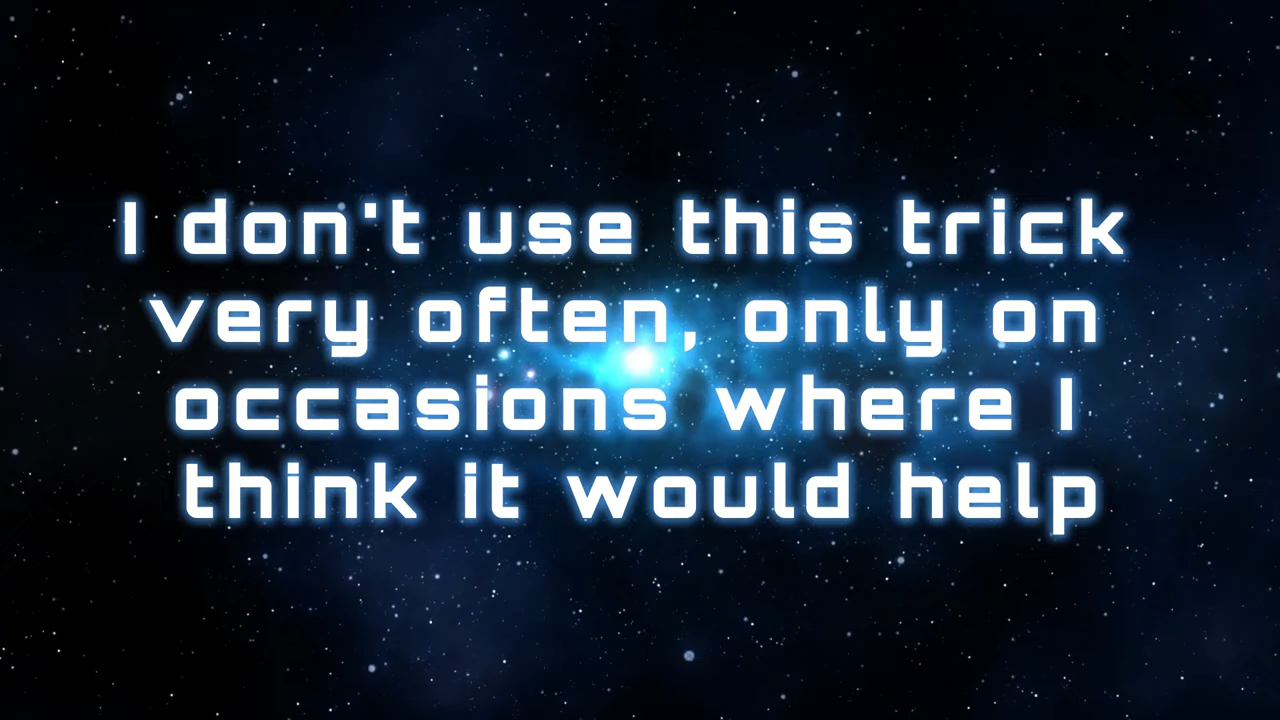 I don't use this trick
very often, only on
occasions where I
think it would help